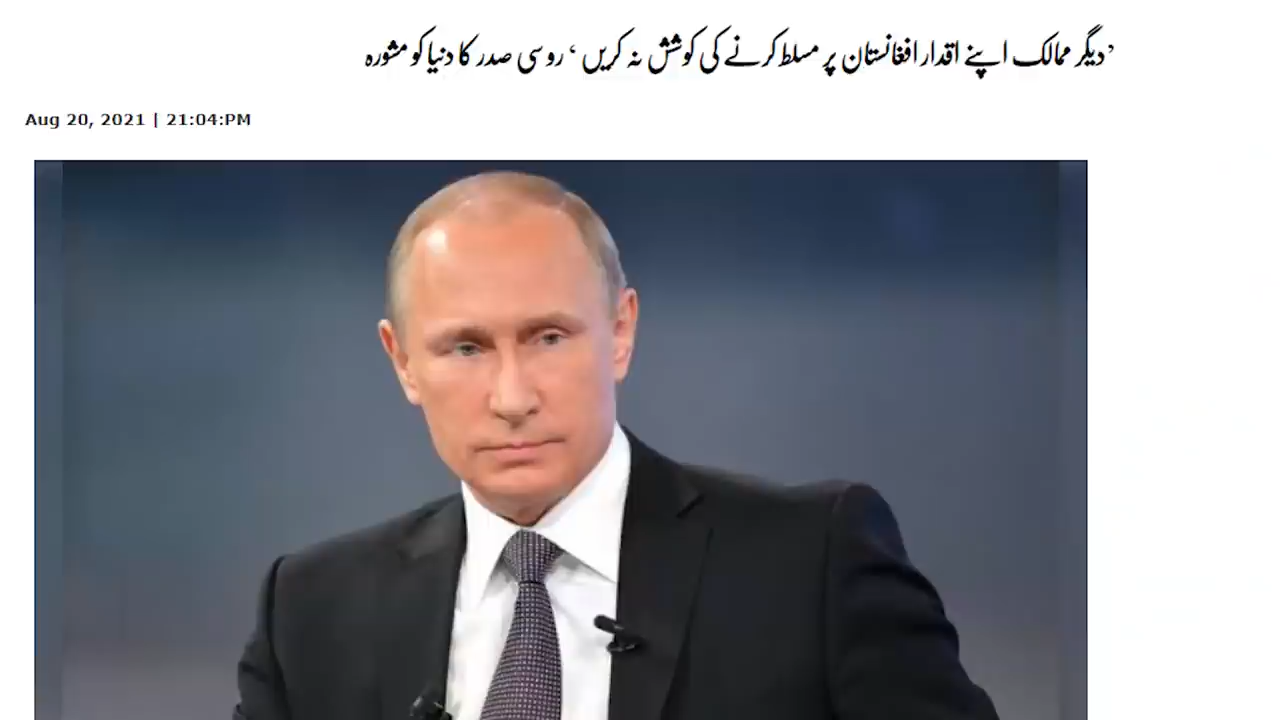 ’دیگر ممالک اپنے اقدار افغانستان پر مسلط کرنے کی کوشش نہ کریں ‘ روسی صدر کا دنیا کو مشورہ
Aug 20, 2021 | 21:04:PM